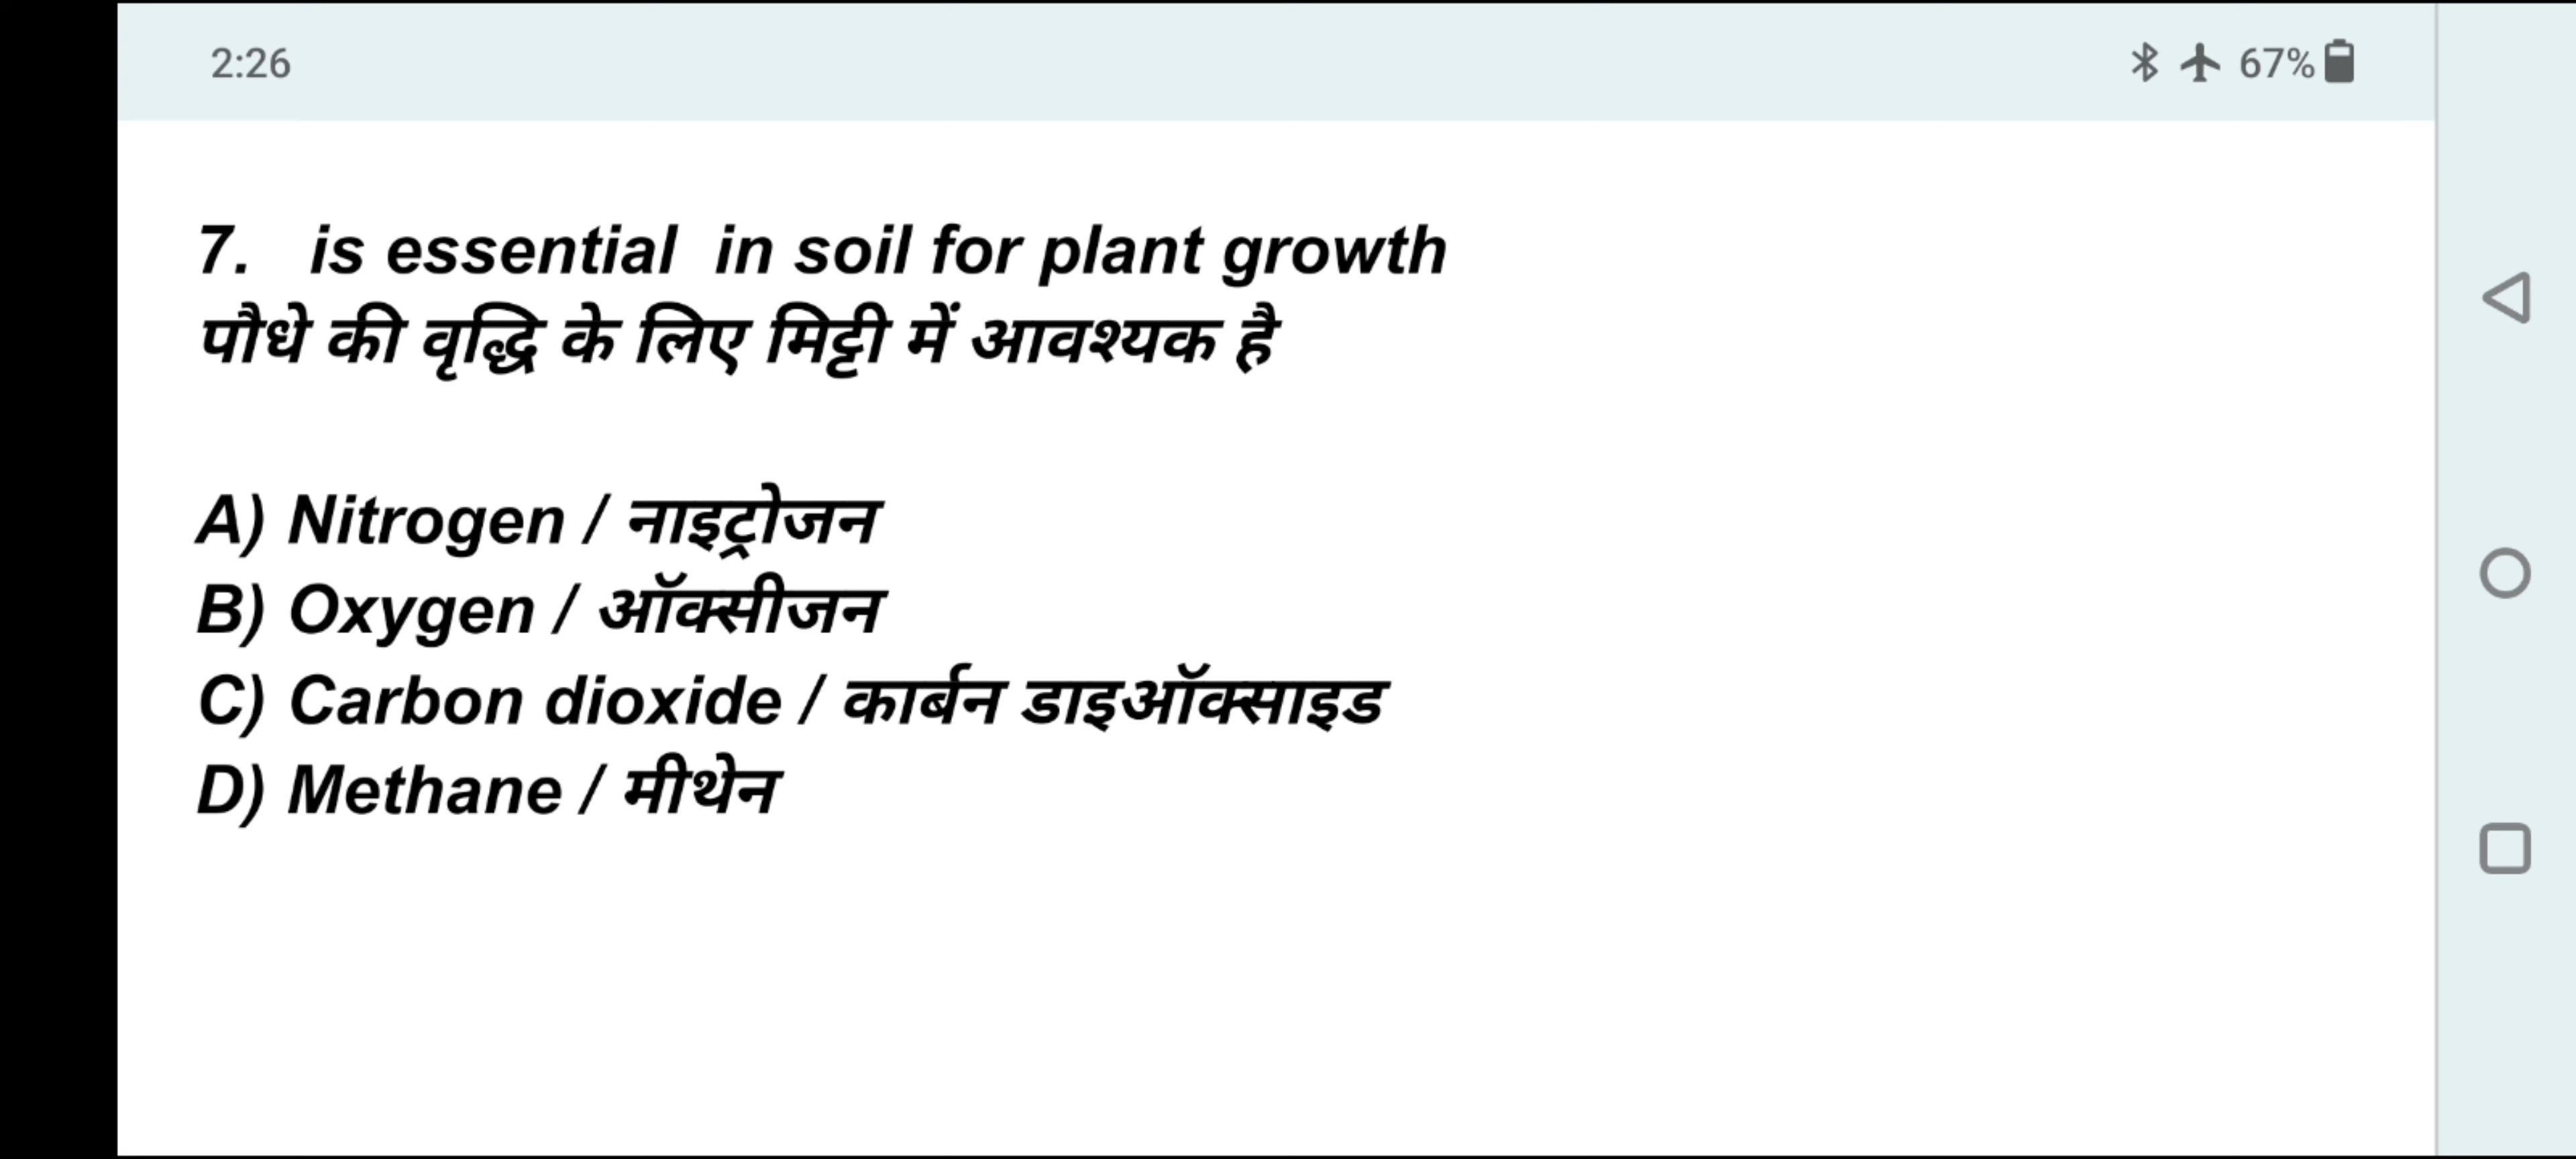 2:26
67%
7. is essential in soil for plant growth
पौधे की वृद्धि के लिए मिट्टी में आवश्यक है
A) Nitrogen / नाइट्रोजन
B) Oxygen / ऑक्सीजन
C) Carbon dioxide / कार्बन डाइऑक्साइड
D) Methane / मीथेन